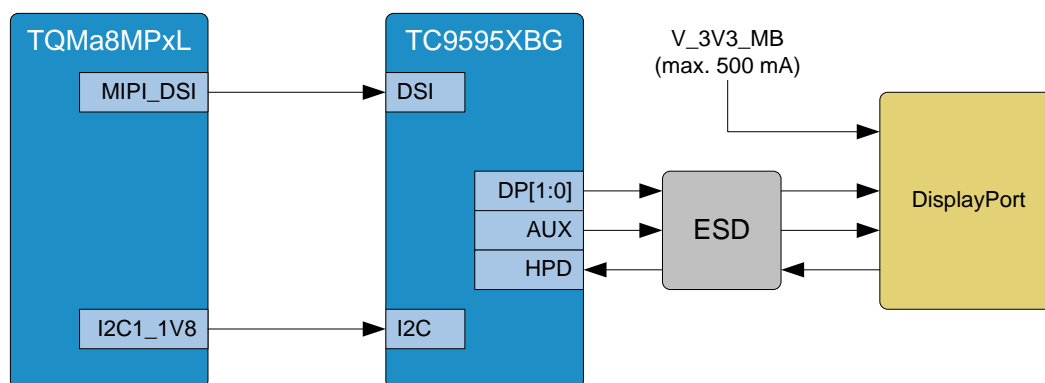 TQMa8MPxL
TC9595XBG
V_3V3_MB
(max. 500 mA)
MIPI_DSI
DSI
DP[1:0]
AUX
HPD
ESD
DisplayPort
I2C1_1V8
I2C